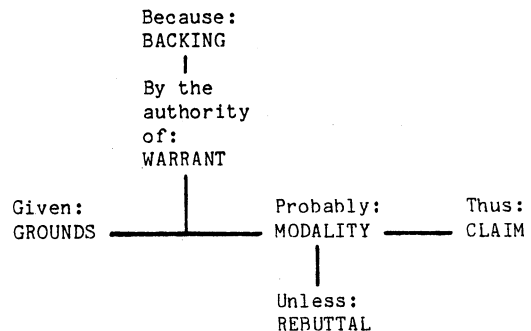 Because:
BACKING
By the
authority
of:
WARRANT
Given:
GROUNDS
Probably:
MODALITY
Thus:
CLAIM
Unless:
REBUTTAL